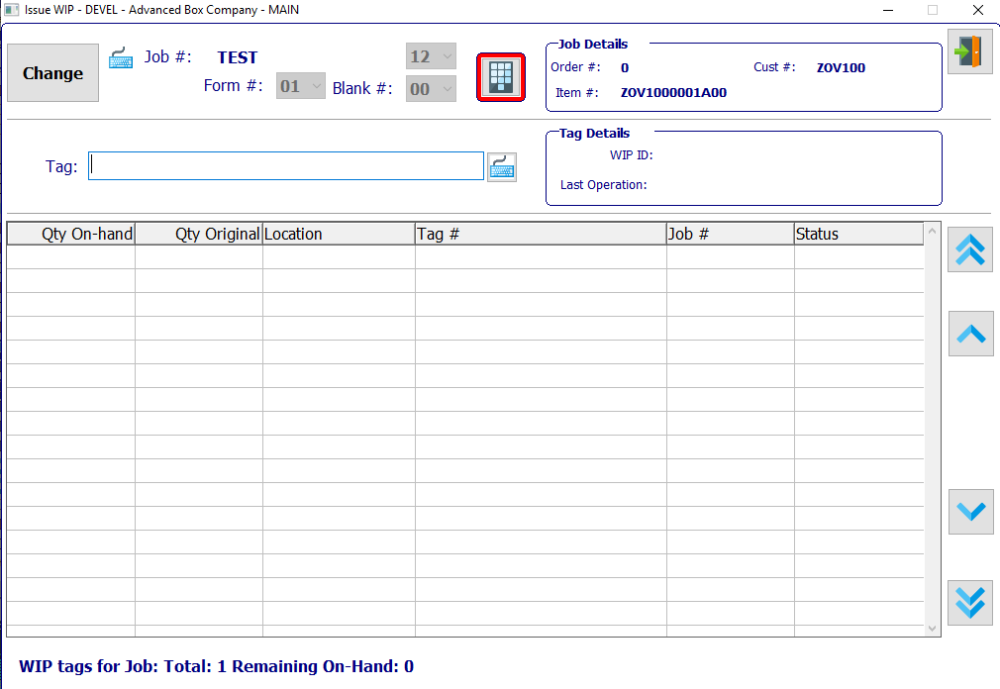 Issue WIP - DEVEL - Advanced Box Company - MAIN
Change
Job #: TEST 12
Form #: 01 Blank #: 00
Job Details
Order #: 0 Cust #: ZOV100
Item #: ZOV1000001A00
Tag:
Tag Details
WIP ID:
Last Operation:
Qty On-hand Qty Original Location Tag # Job # Status
WIP tags for Job: Total: 1 Remaining On-Hand: 0